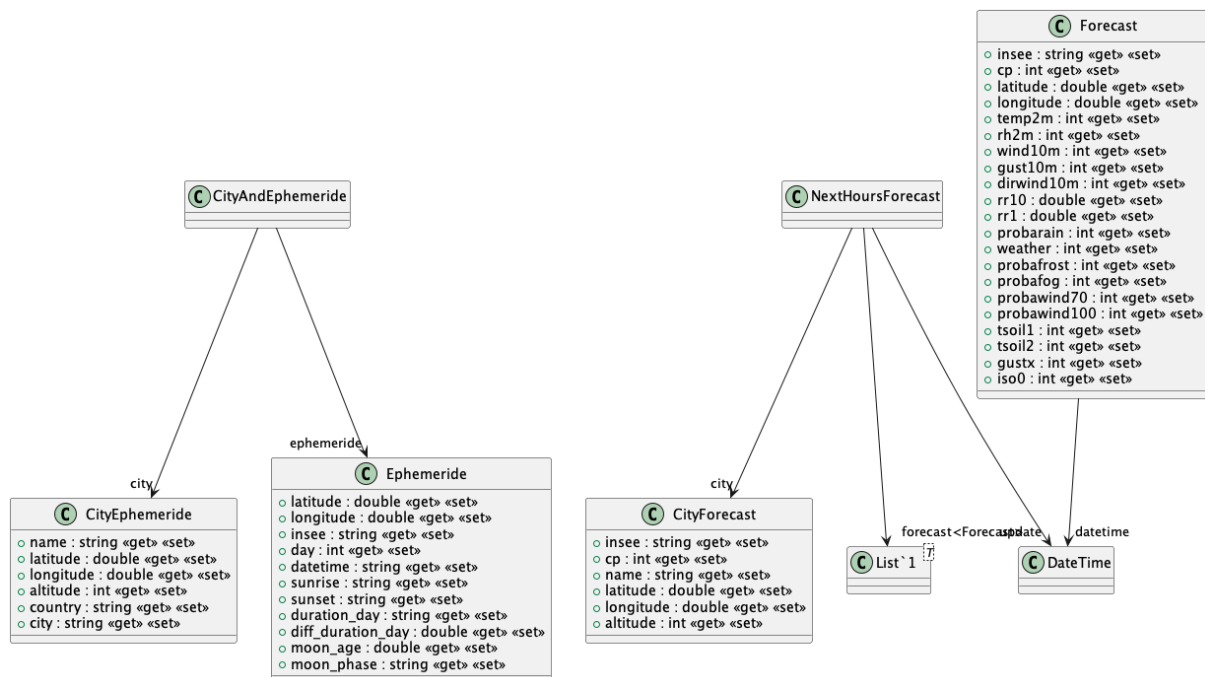 C Forecast
insee : string «get» «set»
cp : int «get» «set»
latitude : double «get» «set»
longitude : double «get» «set»
temp2m : int «get» «set»
rh2m : int «get» «set»
wind10m : int «get» «set»
gust10m : int «get» «set»
dirwind10m : int «get» «set»
rr10 : double «get» «set»
rr1 : double «get» «set»
probarain : int «get» «set»
weather : int «get» «set»
probafrost : int «get» «set»
probafog : int «get» «set»
probawind70 : int «get» «set»
probawind100 : int «get» «set»
tsoil1 : int «get» «set»
tsoil2 : int «get» «set»
gustx : int «get» «set»
iso0 : int «get» «set»
C CityAndEphemeride
C NextHoursForecast
city
ephemeride
C CityEphemeride
name : string «get» «set»
latitude : double «get» «set»
longitude : double «get» «set»
altitude : int «get» «set»
country : string «get» «set»
city : string «get» «set»
C Ephemeride
latitude : double «get» «set»
longitude : double «get» «set»
insee : string «get» «set»
day : int «get» «set»
datetime : string «get» «set»
sunrise : string «get» «set»
sunset : string «get» «set»
duration_day : string «get» «set»
diff_duration_day : double «get» «set»
moon_age : double «get» «set»
moon_phase : string «get» «set»
city
C CityForecast
insee : string «get» «set»
cp : int «get» «set»
name : string «get» «set»
latitude : double «get» «set»
longitude : double «get» «set»
altitude : int «get» «set»
forecast<Forecast>
update
datetime
C List`1
T
C DateTime